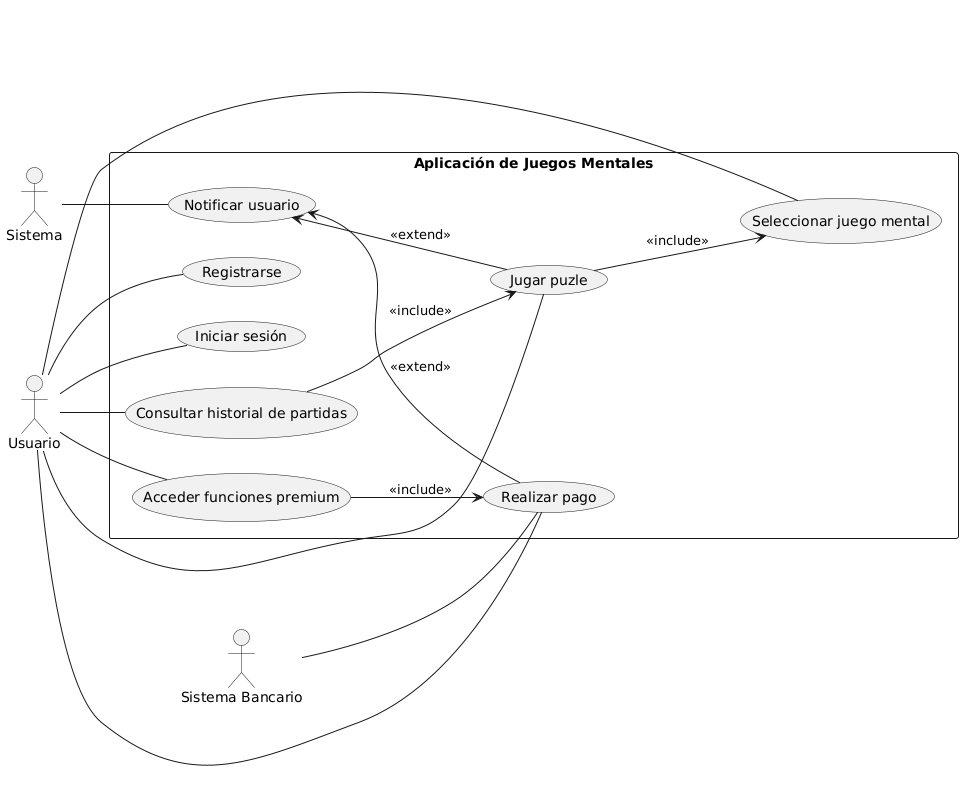 Aplicación de Juegos Mentales
Sistema
Notificar usuario
Seleccionar juego mental
«extend»
«include»
Registrarse
Jugar puzle
«include»
Iniciar sesión
«extend»
Usuario
Consultar historial de partidas
Acceder funciones premium
«include»
Realizar pago
Sistema Bancario